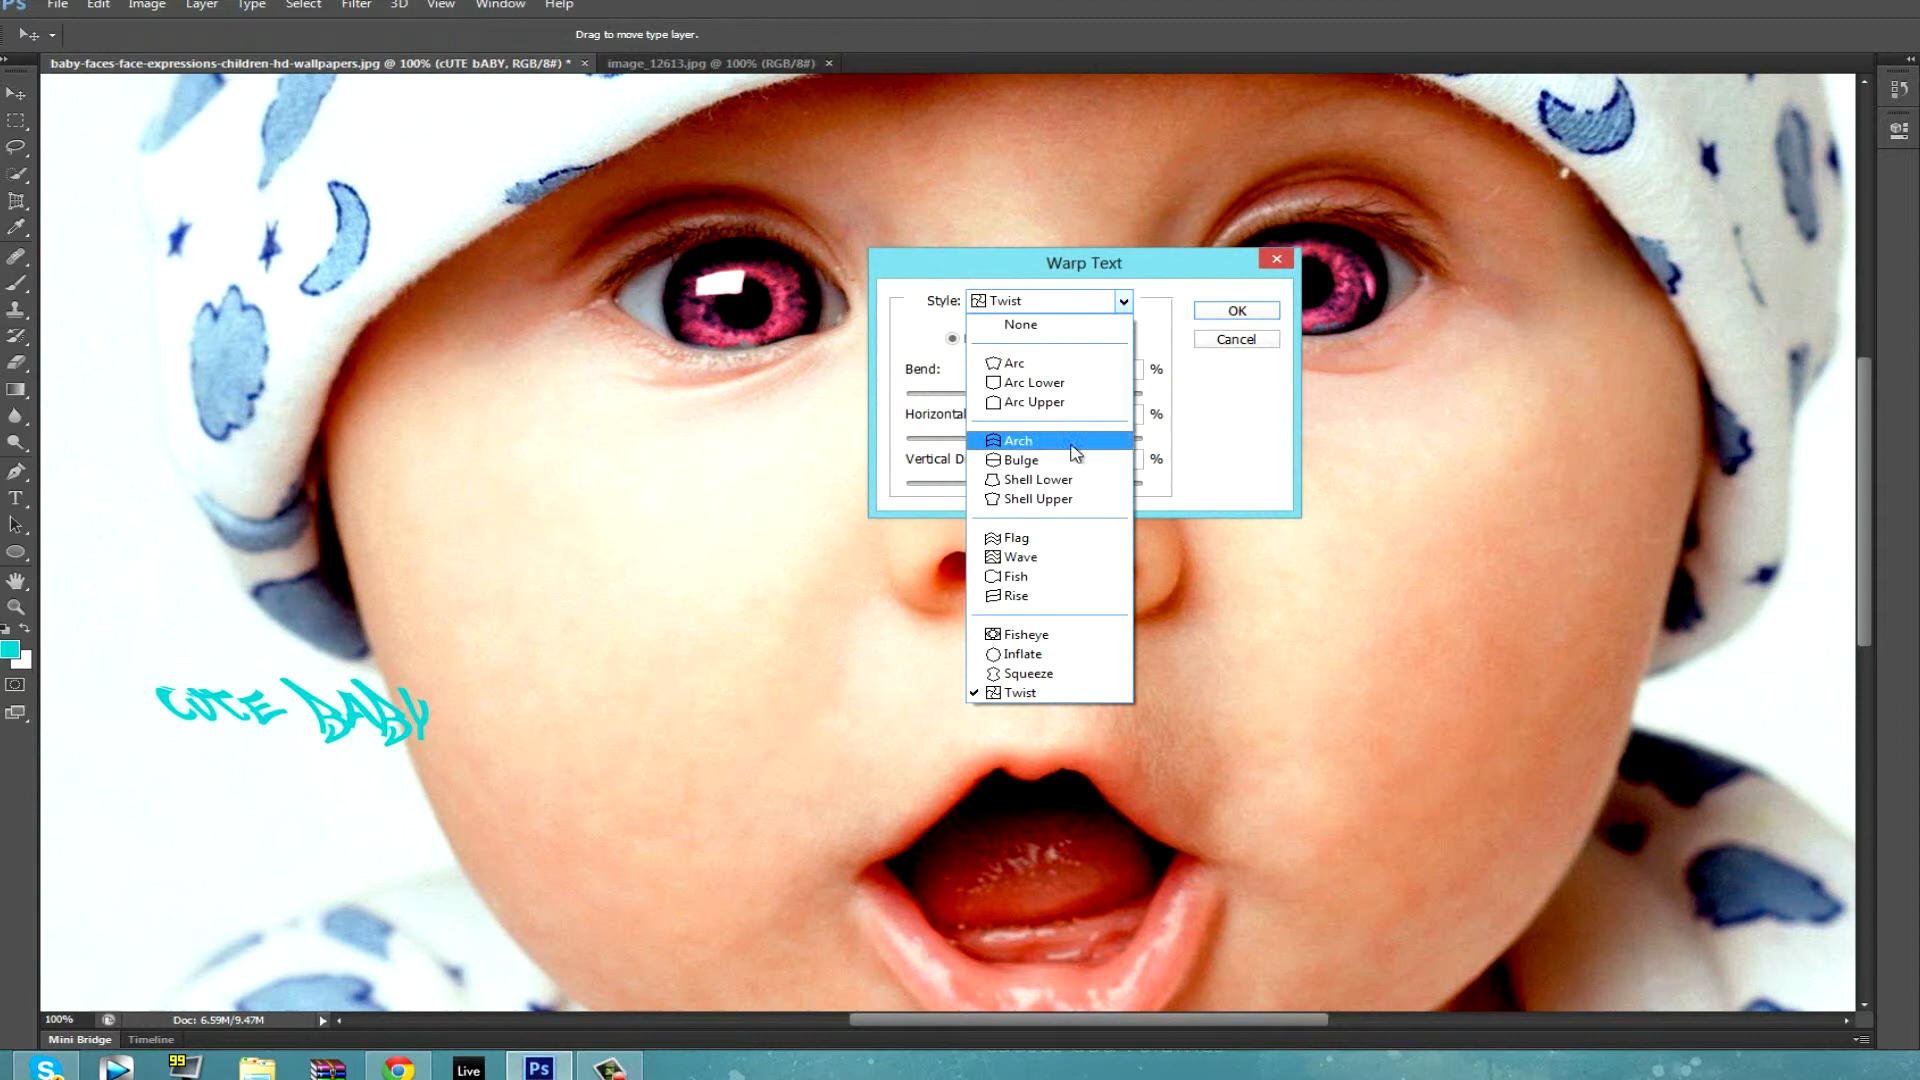 Ps File Edit Image Layer Type Select Filter 3D View Window Help
Drag to move type layer.
baby-faces-face-expressions-children-hd-wallpapers.jpg @ 100% (cUTE bABY, RGB/8#) * ×
image_12613.jpg @ 100% (RGB/8#) ×
Warp Text
Style: Twist
OK
Cancel
None
Arc
Arc Lower
Arc Upper
Arch
Bulge
Shell Lower
Shell Upper
Flag
Wave
Fish
Rise
Fisheye
Inflate
Squeeze
Twist
Bend: %
Horizontal %
Vertical D %
T
CUTE BABY
100% Doc: 6.59M/9.47M
Mini Bridge Timeline
99
Live
Ps